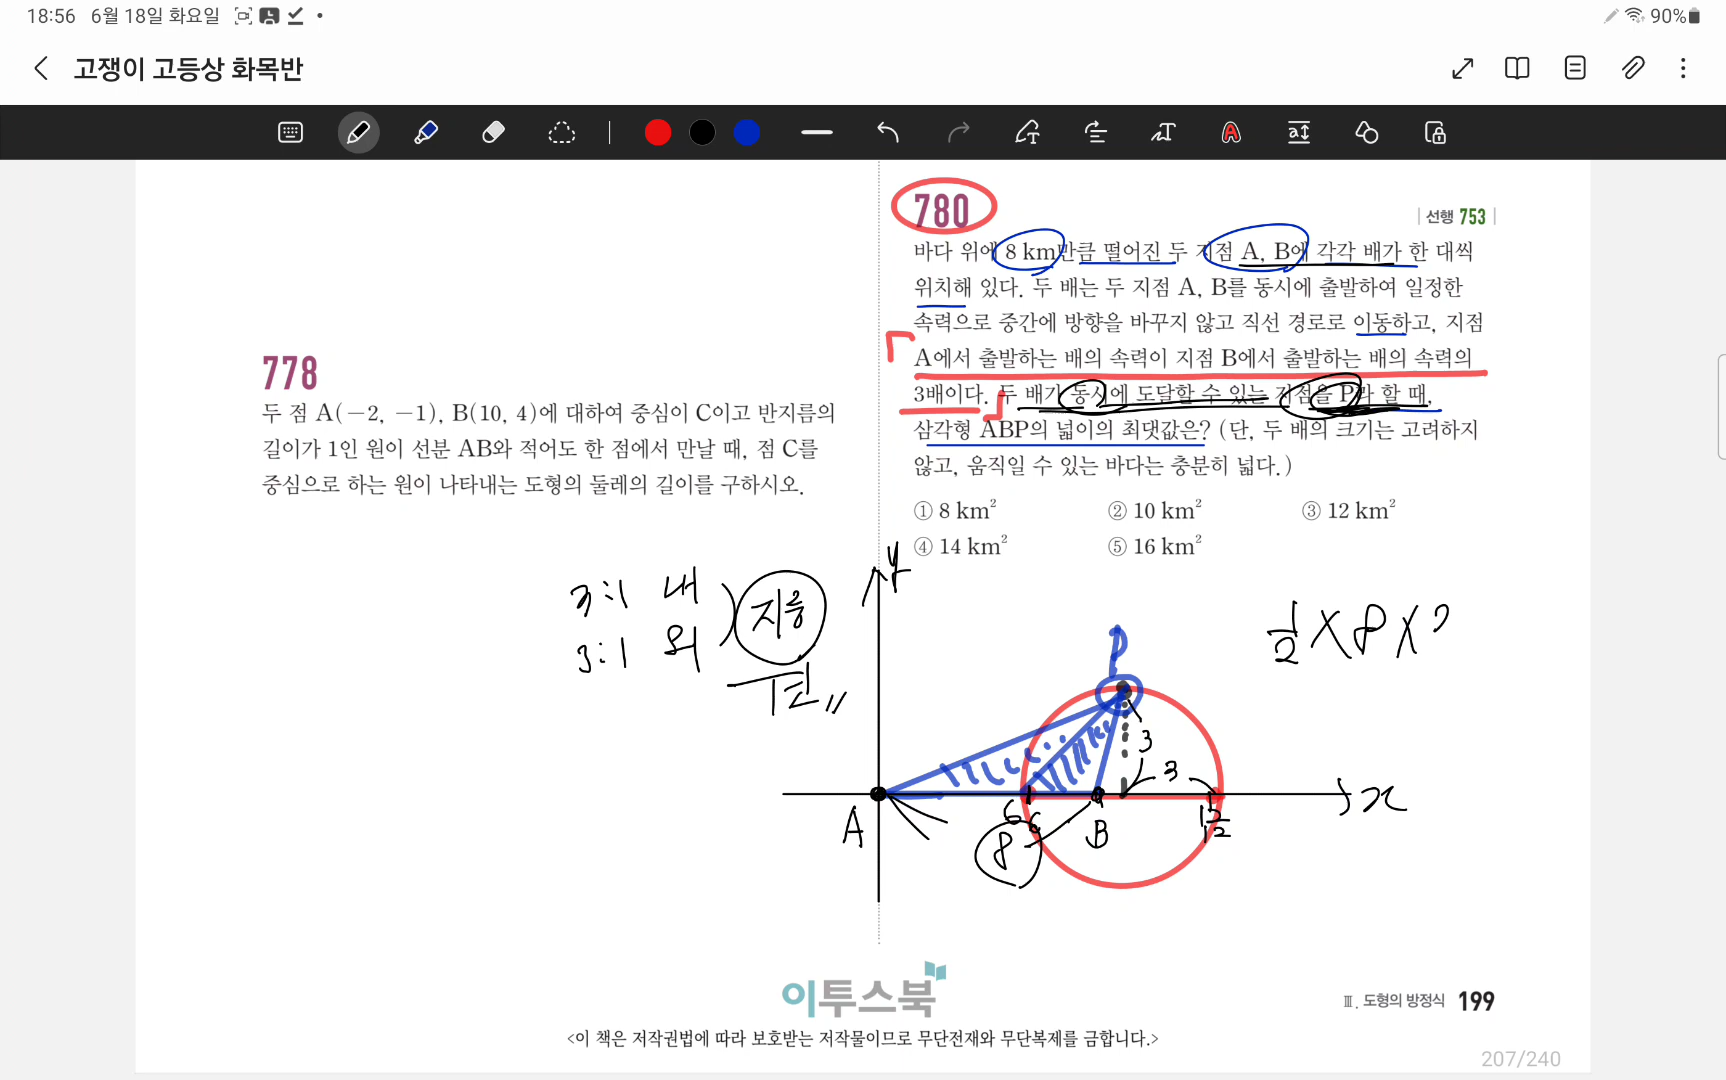 18:56 6월 18일 화요일
90%
고쟁이 고등상 화목반
778
두 점 A(−2, −1), B(10, 4)에 대하여 중심이 C이고 반지름의
길이가 1인 원이 선분 AB와 적어도 한 점에서 만날 때, 점 C를
중심으로 하는 원이 나타내는 도형의 둘레의 길이를 구하시오.
780
선행 753
바다 위에 8 km만큼 떨어진 두 지점 A, B에 각각 배가 한 대씩
위치해 있다. 두 배는 두 지점 A, B를 동시에 출발하여 일정한
속력으로 중간에 방향을 바꾸지 않고 직선 경로로 이동하고, 지점
A에서 출발하는 배의 속력이 지점 B에서 출발하는 배의 속력의
3배이다. 두 배가 동시에 도달할 수 있는 지점을 P라 할 때,
삼각형 ABP의 넓이의 최댓값은? (단, 두 배의 크기는 고려하지
않고, 움직일 수 있는 바다는 충분히 넓다.)
① 8 km² ② 10 km² ③ 12 km²
④ 14 km² ⑤ 16 km²
3:1 내
3:1 외
지름
원
y
P
1/2 × 8 × 3
3
3
A
6
6
8
B
12
12
x
이투스북
Ⅲ. 도형의 방정식 199
<이 책은 저작권법에 따라 보호받는 저작물이므로 무단전재와 무단복제를 금합니다.>
207/240